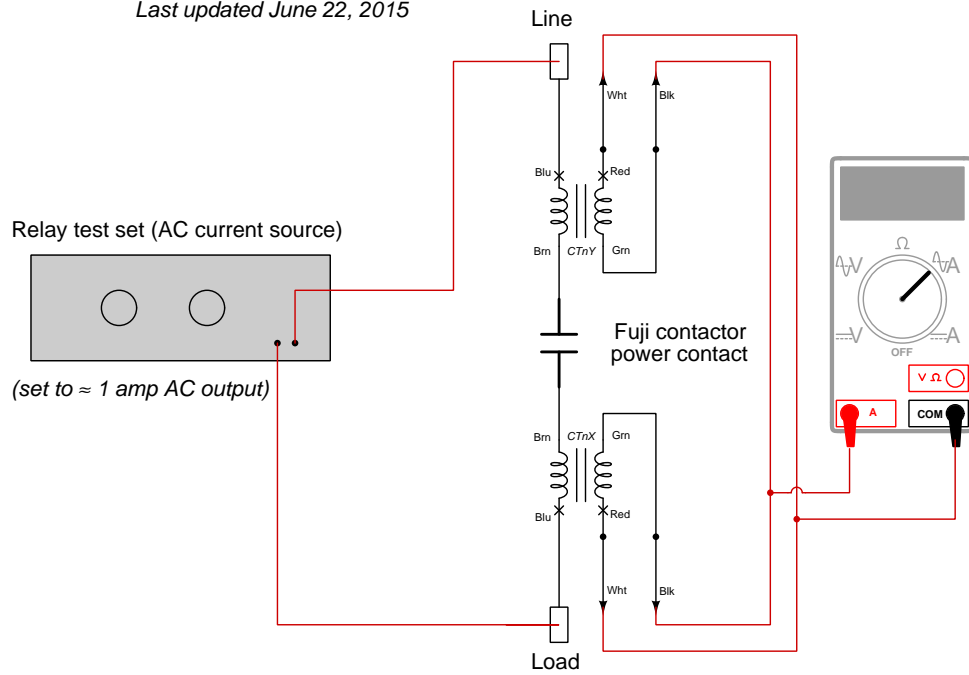 Last updated June 22, 2015
Line
Wht
Blk
Blu
Red
Brn
CTnY
Grn
Relay test set (AC current source)
(set to ≈ 1 amp AC output)
Fuji contactor
power contact
Brn
CTnX
Grn
Blu
Red
Wht
Blk
Load
Ω
V
A
V
A
OFF
V Ω
A
COM